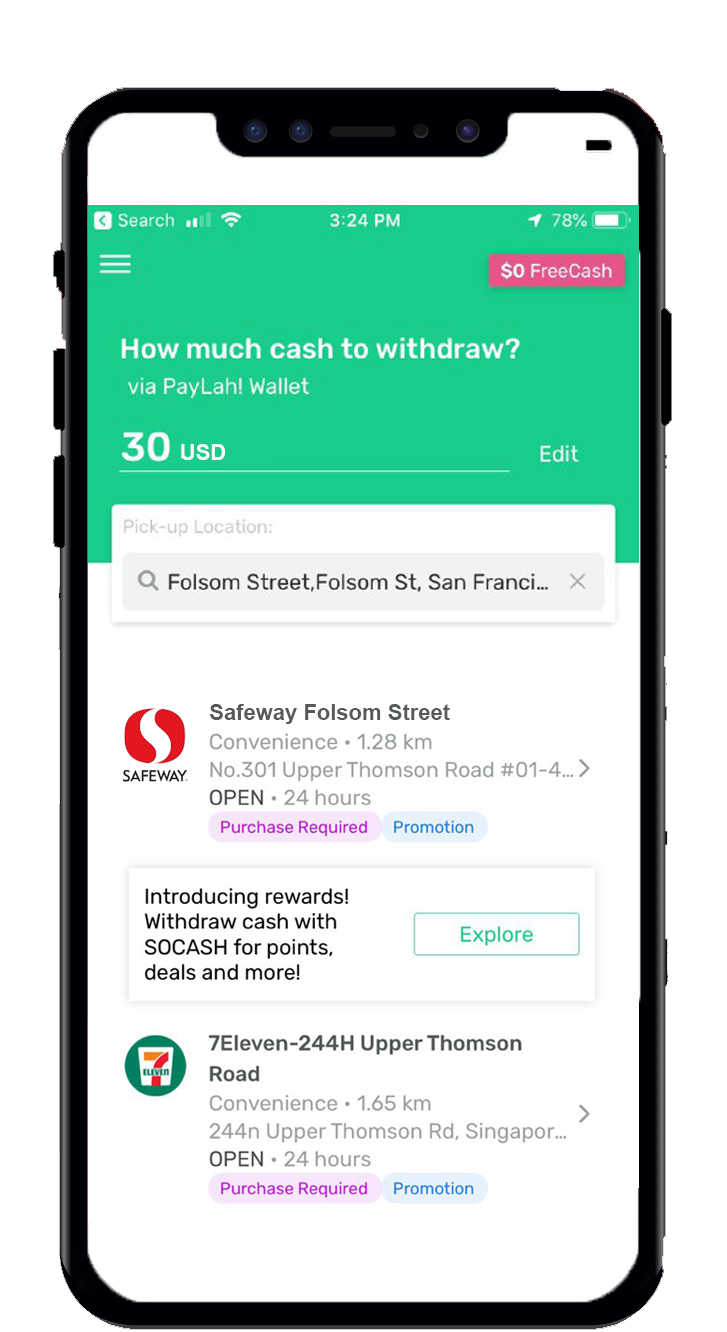 Search 3:24 PM 78%
$0 FreeCash
How much cash to withdraw?
via PayLah! Wallet
30 USD Edit
Pick-up Location:
Folsom Street,Folsom St, San Franci...
Safeway Folsom Street
Convenience • 1.28 km
SAFEWAY
No.301 Upper Thomson Road #01-4...
OPEN • 24 hours
Purchase Required Promotion
Introducing rewards!
Withdraw cash with
SOCASH for points,
deals and more!
Explore
7Eleven-244H Upper Thomson
Road
7 ELEVEN
Convenience • 1.65 km
244n Upper Thomson Rd, Singapor...
OPEN • 24 hours
Purchase Required Promotion